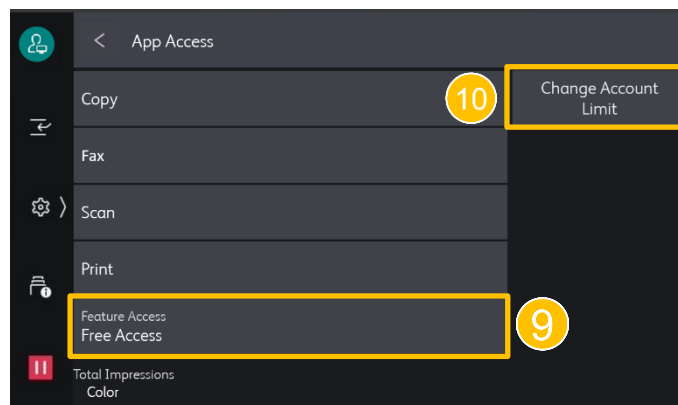 App Access
Copy
10
Change Account
Limit
Fax
Scan
Print
Feature Access
Free Access
9
Total Impressions
Color